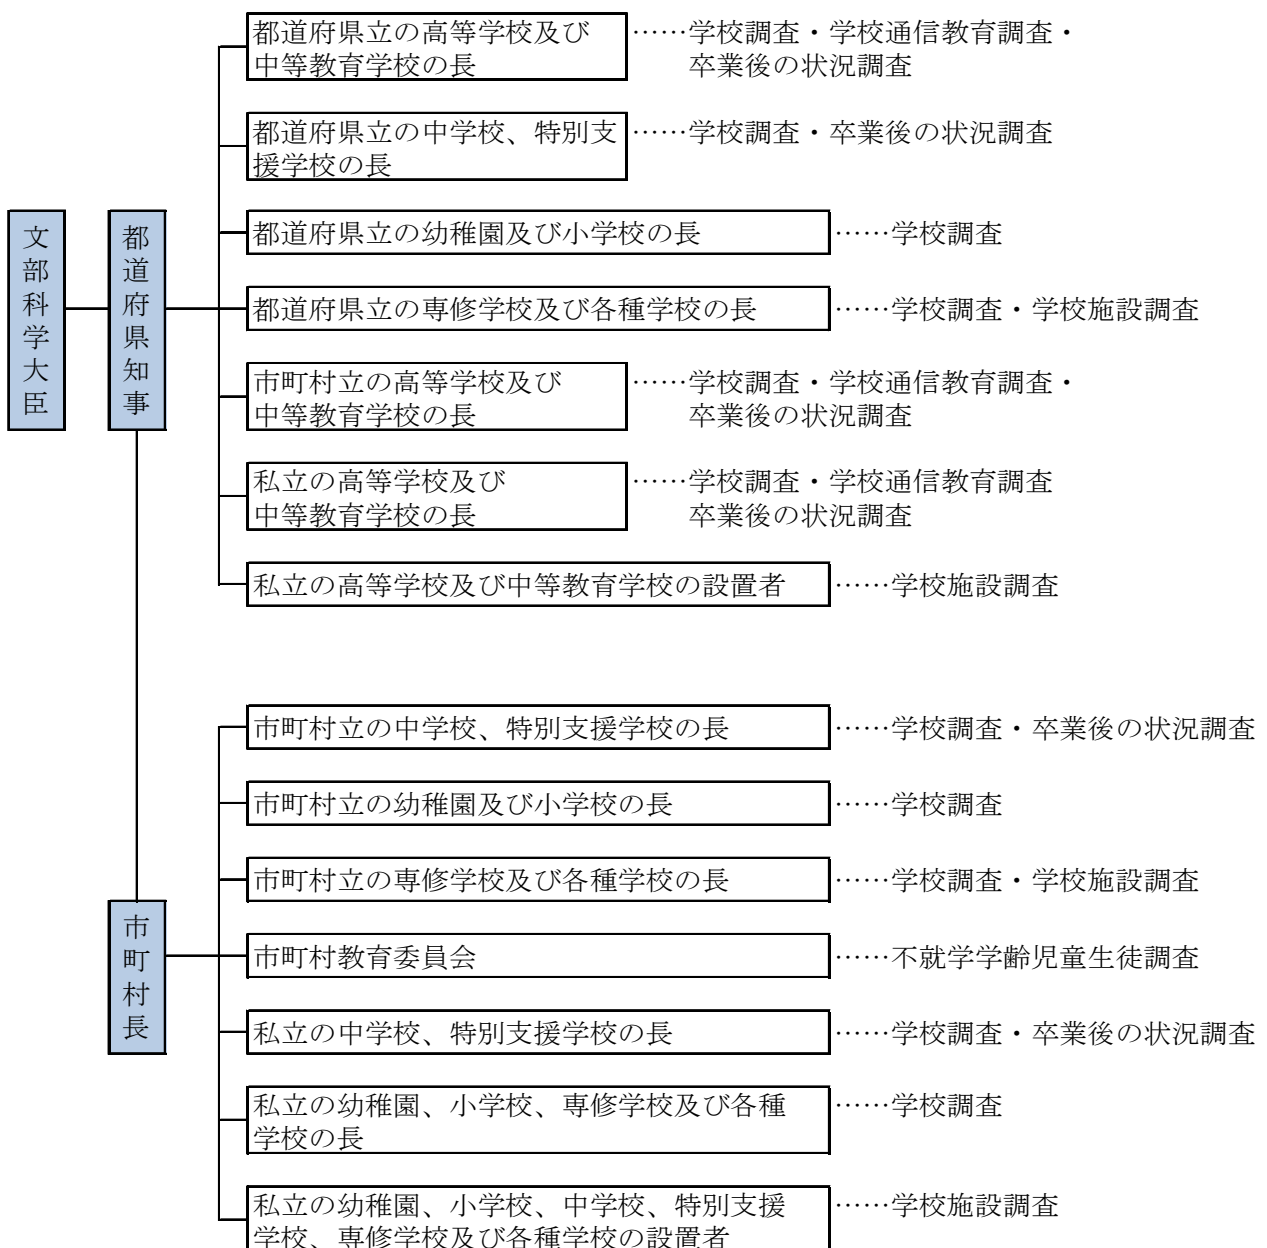 文部科学大臣
都道府県知事
都道府県立の高等学校及び
中等教育学校の長
……学校調査・学校通信教育調査・
卒業後の状況調査
都道府県立の中学校、特別支
援学校の長
……学校調査・卒業後の状況調査
都道府県立の幼稚園及び小学校の長
……学校調査
都道府県立の専修学校及び各種学校の長
……学校調査・学校施設調査
市町村立の高等学校及び
中等教育学校の長
……学校調査・学校通信教育調査・
卒業後の状況調査
私立の高等学校及び
中等教育学校の長
……学校調査・学校通信教育調査
卒業後の状況調査
私立の高等学校及び中等教育学校の設置者
……学校施設調査
市町村長
市町村立の中学校、特別支援学校の長
……学校調査・卒業後の状況調査
市町村立の幼稚園及び小学校の長
……学校調査
市町村立の専修学校及び各種学校の長
……学校調査・学校施設調査
市町村教育委員会
……不就学学齢児童生徒調査
私立の中学校、特別支援学校の長
……学校調査・卒業後の状況調査
私立の幼稚園、小学校、専修学校及び各種
学校の長
……学校調査
私立の幼稚園、小学校、中学校、特別支援
学校、専修学校及び各種学校の設置者
……学校施設調査